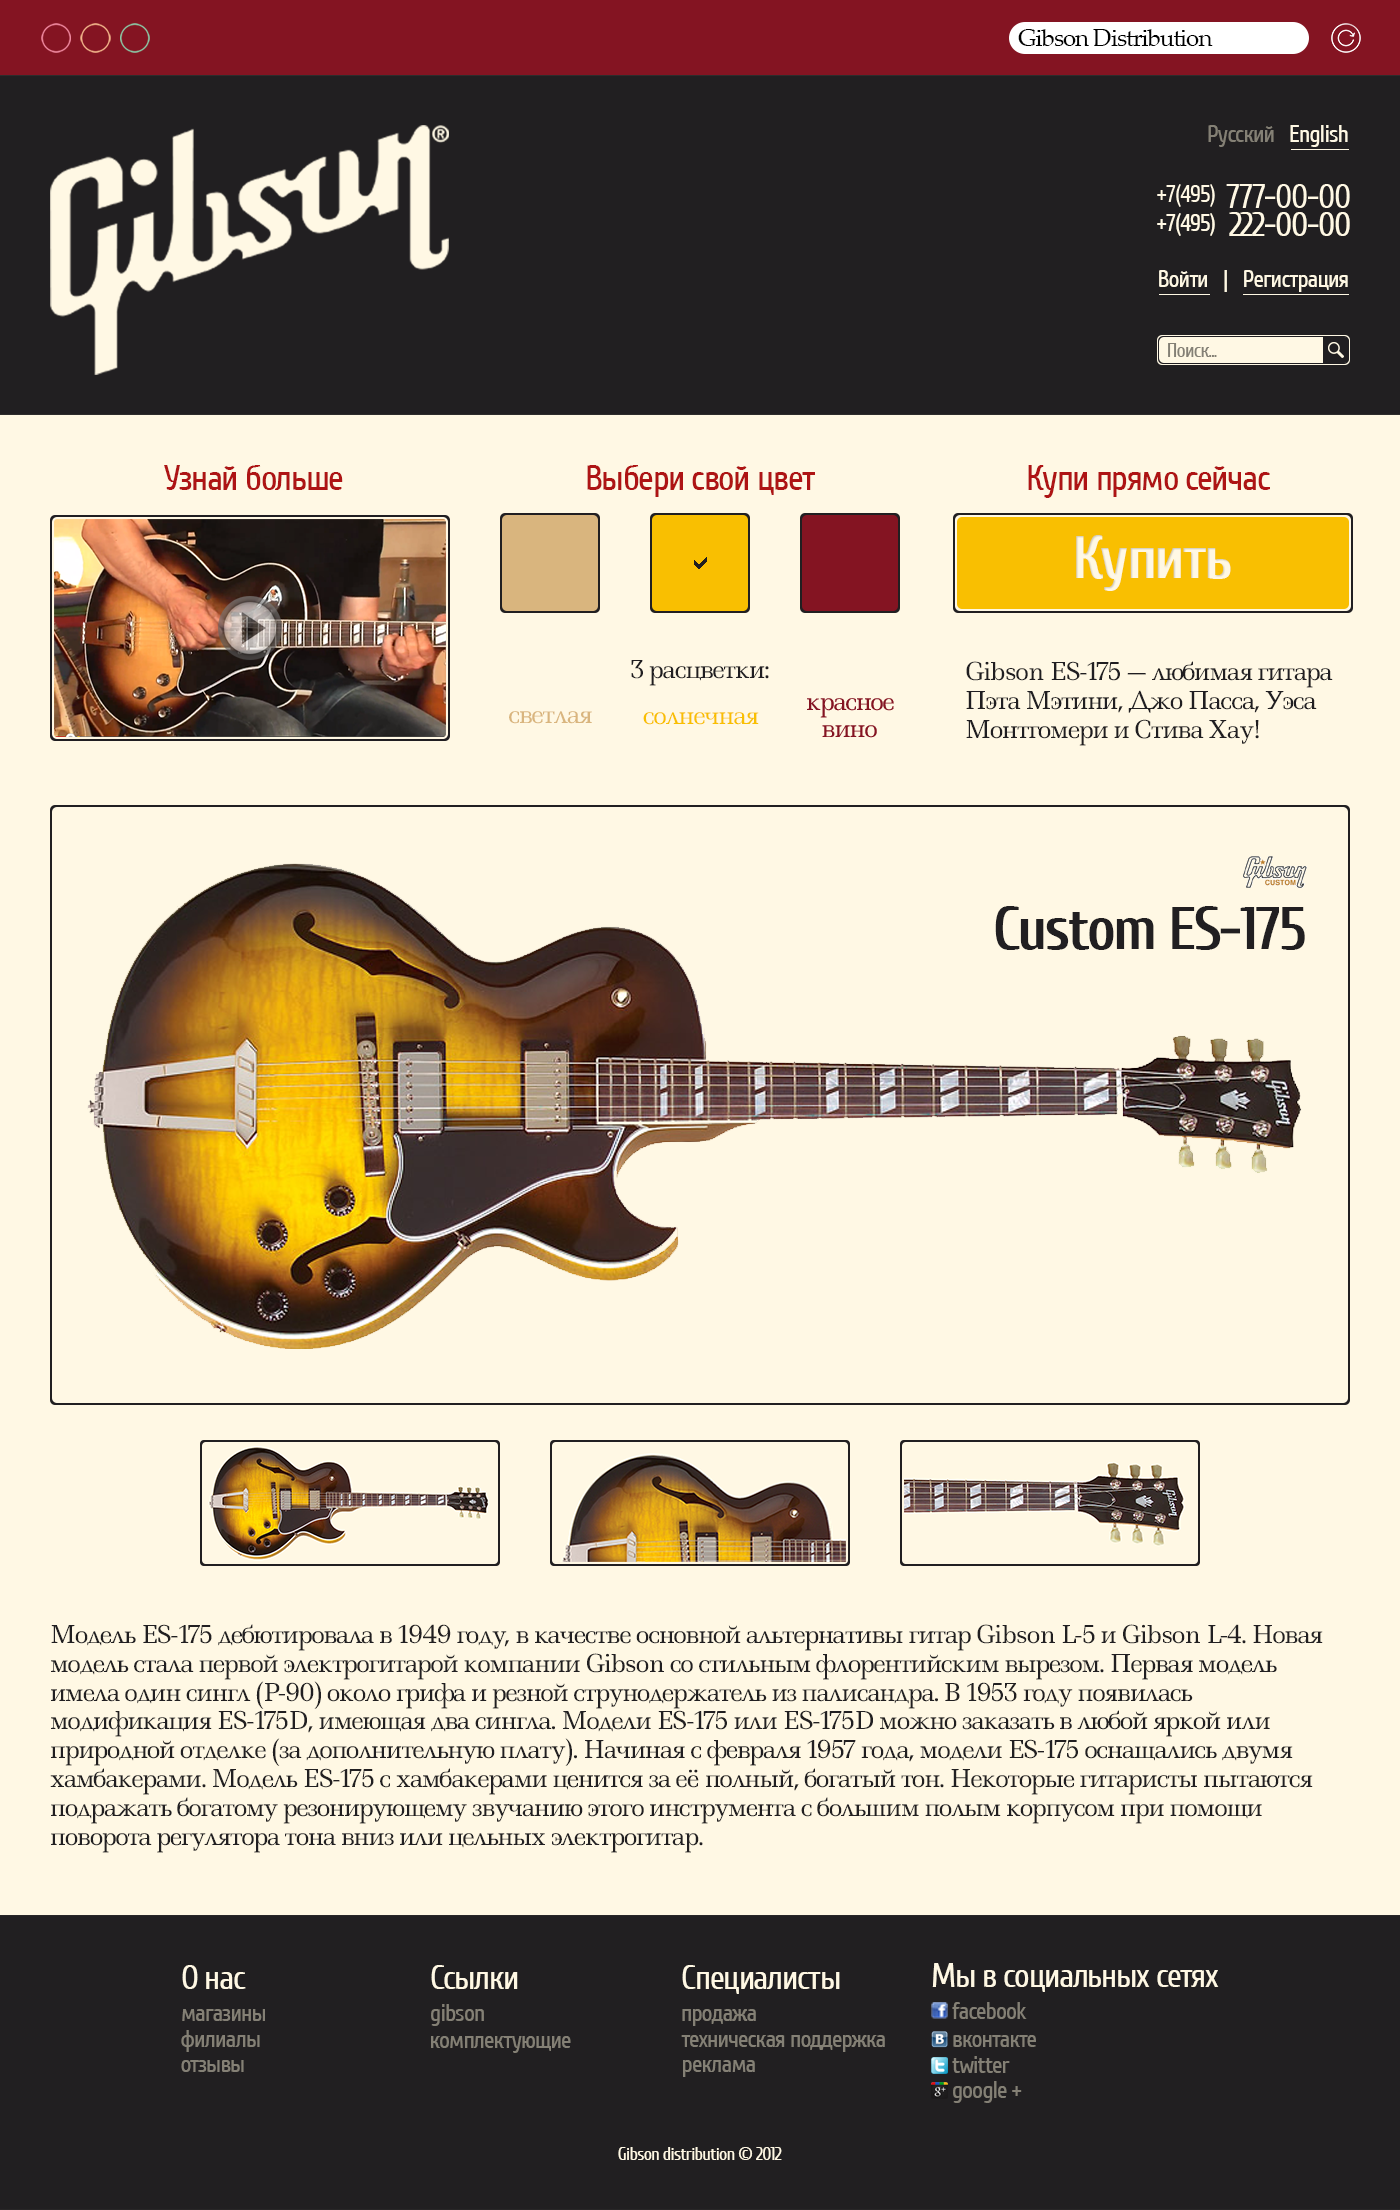 Gibson Distribution
Gibson®
Русский English
+7(495) 777-00-00
+7(495) 222-00-00
Войти | Регистрация
Поиск...
Узнай больше
Выбери свой цвет
Купи прямо сейчас
Купить
3 расцветки:
светлая
солнечная
красное
вино
Gibson ES-175 — любимая гитара
Пэта Мэтини, Джо Пасса, Уэса
Монтгомери и Стива Хау!
Gibson
CUSTOM
Custom ES-175
Gibson
Gibson
Модель ES-175 дебютировала в 1949 году, в качестве основной альтернативы гитар Gibson L-5 и Gibson L-4. Новая
модель стала первой электрогитарой компании Gibson со стильным флорентийским вырезом. Первая модель
имела один сингл (P-90) около грифа и резной струнодержатель из палисандра. В 1953 году появилась
модификация ES-175D, имеющая два сингла. Модели ES-175 или ES-175D можно заказать в любой яркой или
природной отделке (за дополнительную плату). Начиная с февраля 1957 года, модели ES-175 оснащались двумя
хамбакерами. Модель ES-175 с хамбакерами ценится за её полный, богатый тон. Некоторые гитаристы пытаются
подражать богатому резонирующему звучанию этого инструмента с большим полым корпусом при помощи
поворота регулятора тона вниз или цельных электрогитар.
О нас
магазины
филиалы
отзывы
Ссылки
gibson
комплектующие
Специалисты
продажа
техническая поддержка
реклама
Мы в социальных сетях
facebook
вконтакте
twitter
google +
Gibson distribution © 2012